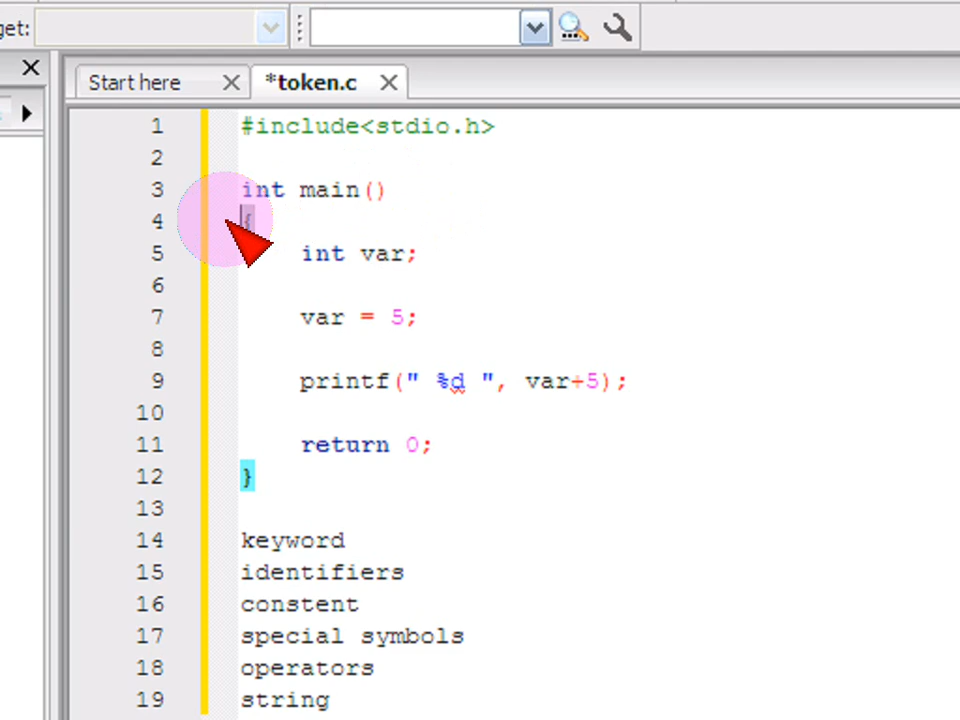 get:
Start here
*token.c
1 #include<stdio.h>
2
3 int main()
4 {
5 int var;
6
7 var = 5;
8
9 printf(" %d ", var+5);
10
11 return 0;
12 }
13
14 keyword
15 identifiers
16 constent
17 special symbols
18 operators
19 string